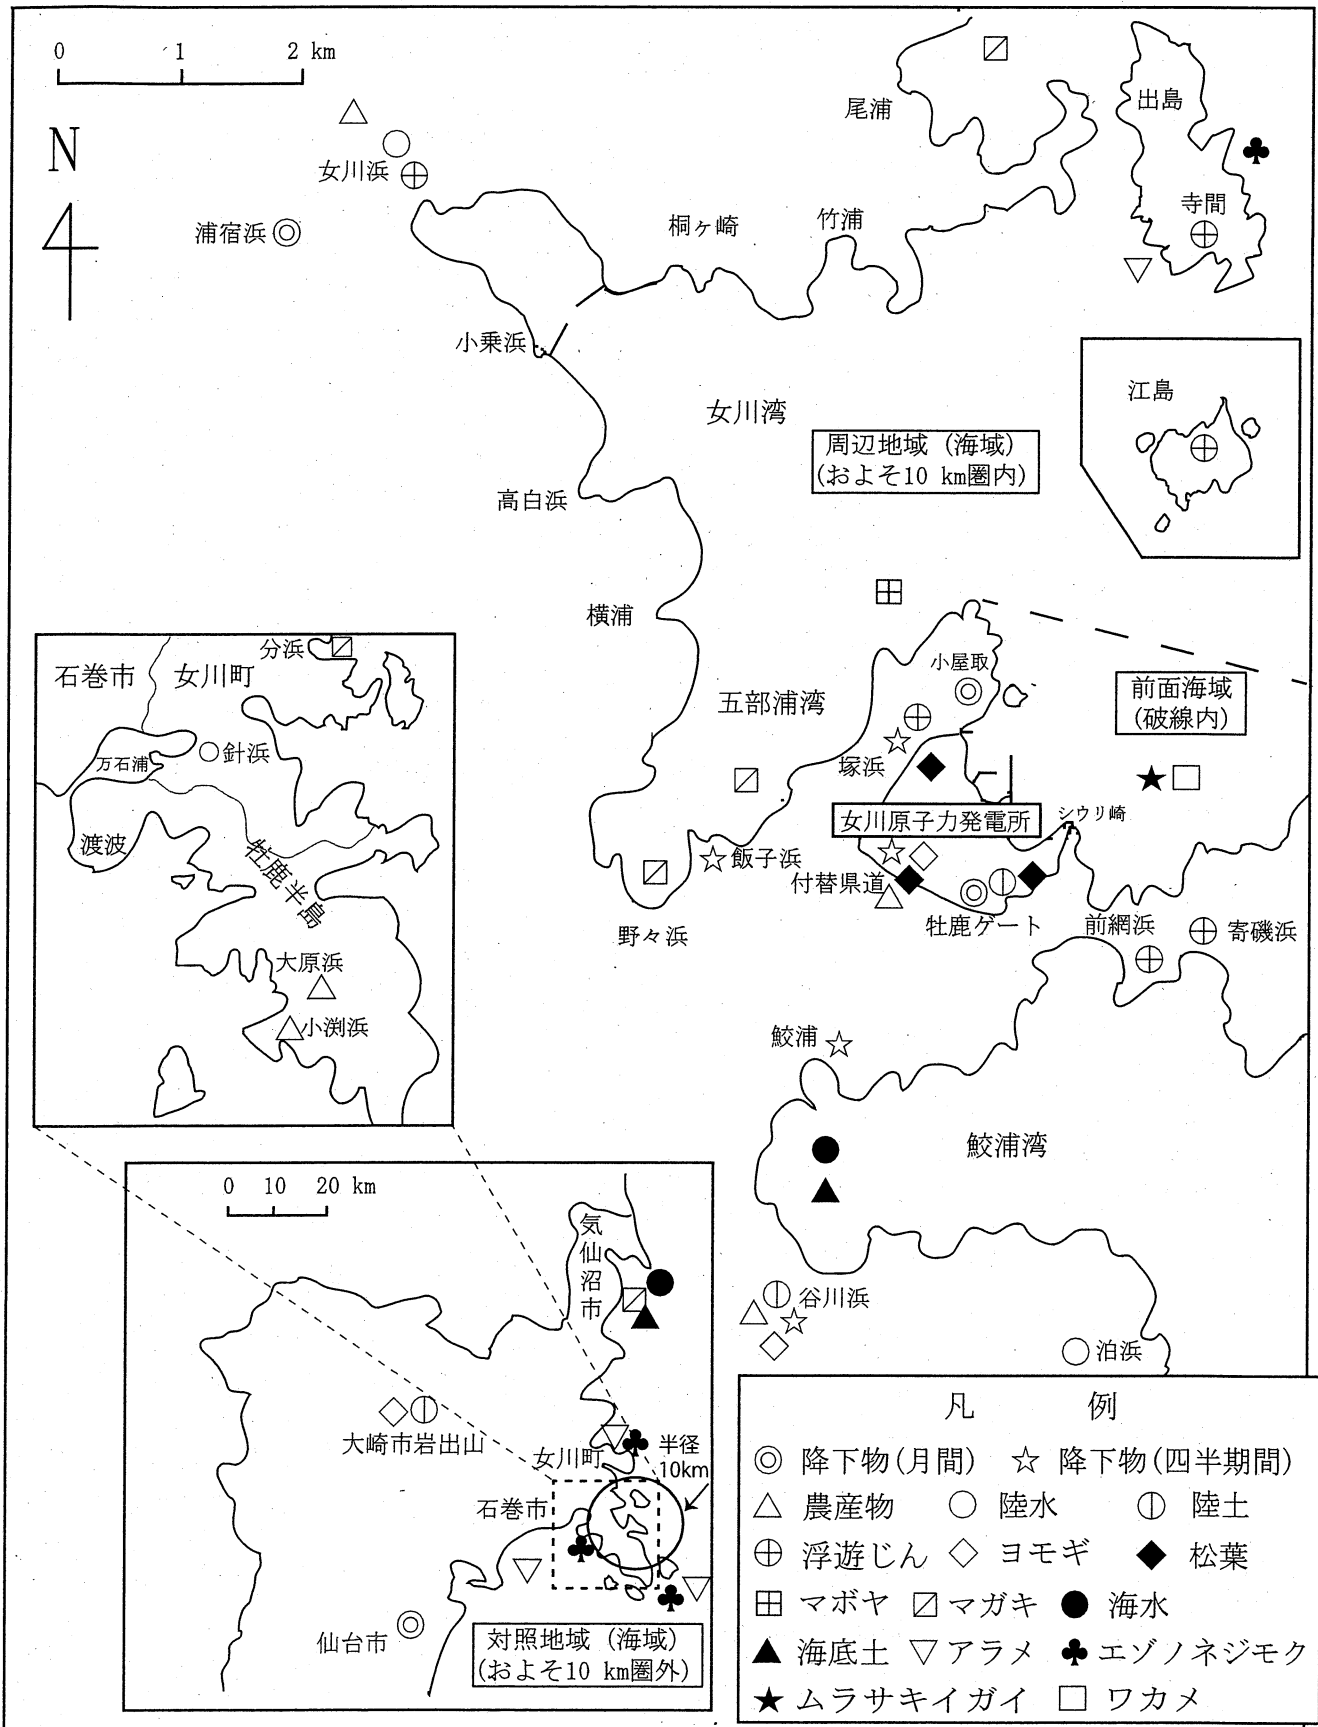 0 1 2 km
N
尾浦
出島
女川浜
浦宿浜
寺間
桐ヶ崎
竹浦
小乗浜
女川湾
江島
周辺地域 (海域)
(およそ10 km圏内)
高白浜
横浦
小屋取
五部浦湾
前面海域
(破線内)
塚浜
女川原子力発電所
シウリ崎
飯子浜
付替県道
野々浜
牡鹿ゲート
前網浜
寄磯浜
鮫浦
鮫浦湾
谷川浜
泊浜
分浜
石巻市
女川町
万石浦
針浜
渡波
牡鹿半島
大原浜
小渕浜
0 10 20 km
気仙沼市
大崎市岩出山
女川町
半径
10km
石巻市
仙台市
対照地域 (海域)
(およそ10 km圏外)
凡 例
降下物(月間) 降下物(四半期間)
農産物 陸水 陸土
浮遊じん ヨモギ 松葉
マボヤ マガキ 海水
海底土 アラメ エゾノネジモク
ムラサキイガイ ワカメ